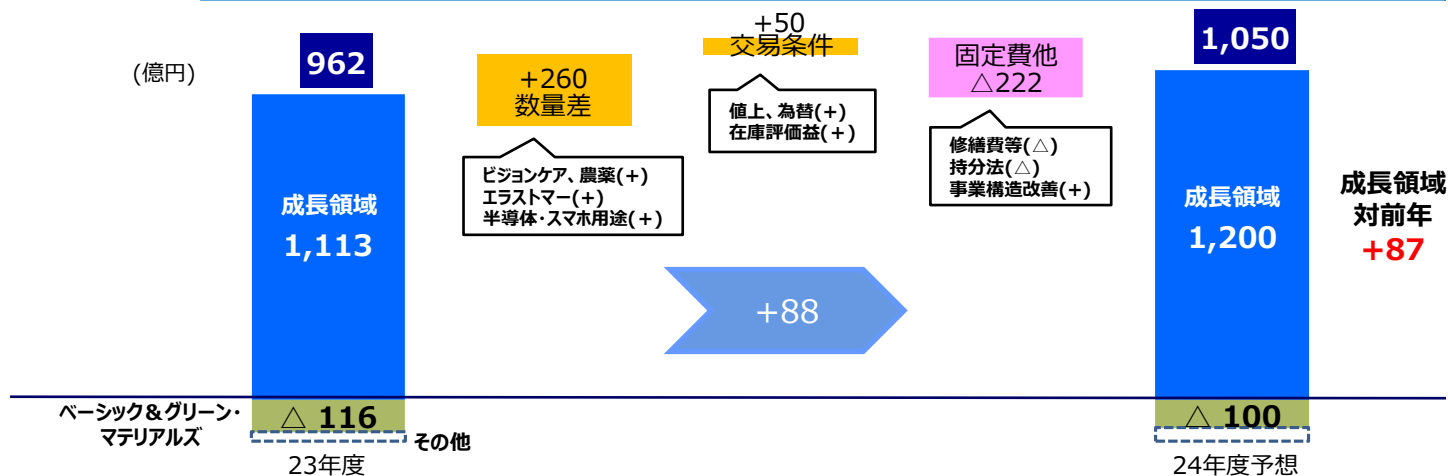 (億円)
962
成長領域
1,113
+260
数量差
ビジョンケア、農薬(+)
エラストマー(+)
半導体・スマホ用途(+)
+50
交易条件
値上、為替(+)
在庫評価益(+)
固定費他
△222
修繕費等(△)
持分法(△)
事業構造改善(+)
+88
1,050
成長領域
1,200
成長領域
対前年
+87
ベーシック&グリーン・
マテリアルズ
△ 116
その他
△ 100
23年度
24年度予想